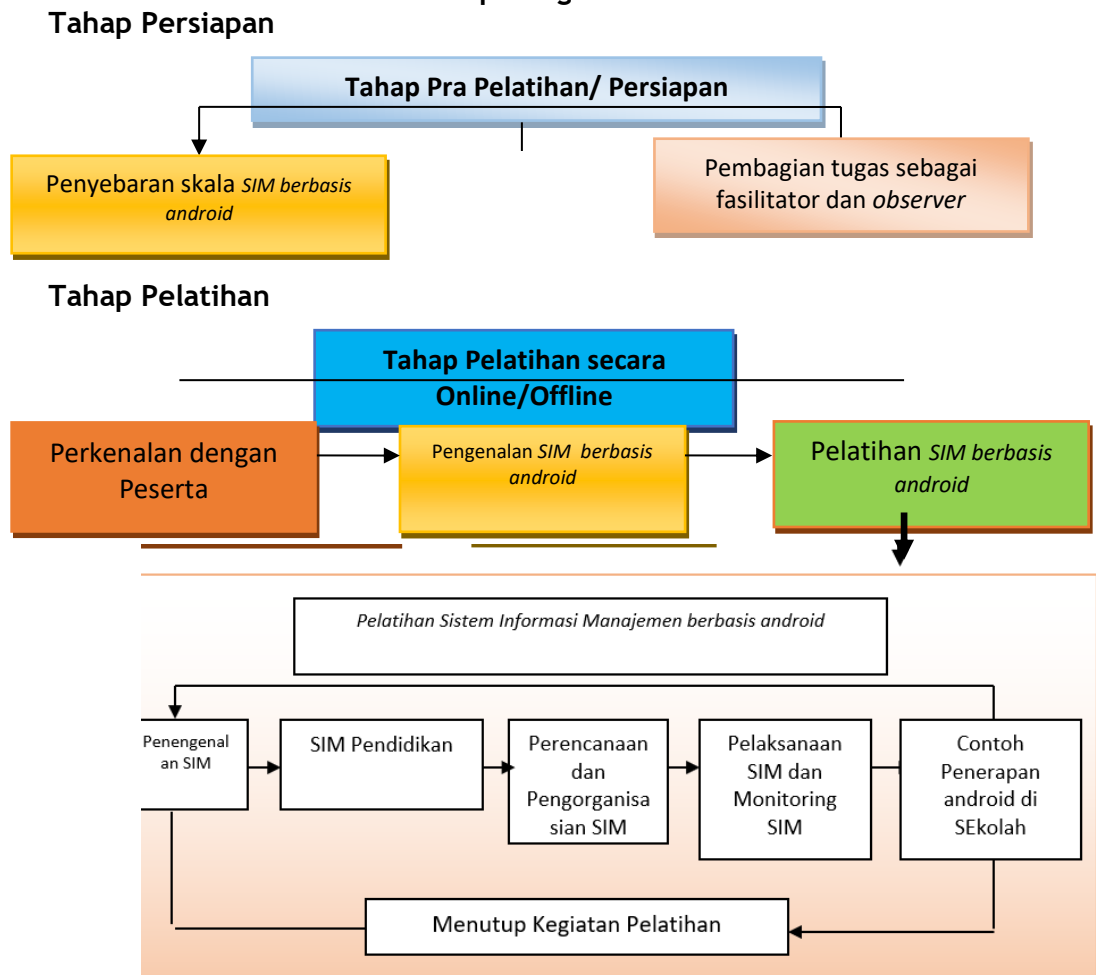 Tahap Persiapan
Tahap Pra Pelatihan/ Persiapan
Penyebaran skala SIM berbasis
android
Pembagian tugas sebagai
fasilitator dan observer
Tahap Pelatihan
Tahap Pelatihan secara
Online/Offline
Perkenalan dengan
Peserta
Pengenalan SIM berbasis
android
Pelatihan SIM berbasis
android
Pelatihan Sistem Informasi Manajemen berbasis android
Penengenal
an SIM
SIM Pendidikan
Perencanaan
dan
Pengorganisa
sian SIM
Pelaksanaan
SIM dan
Monitoring
SIM
Contoh
Penerapan
android di
SEkolah
Menutup Kegiatan Pelatihan